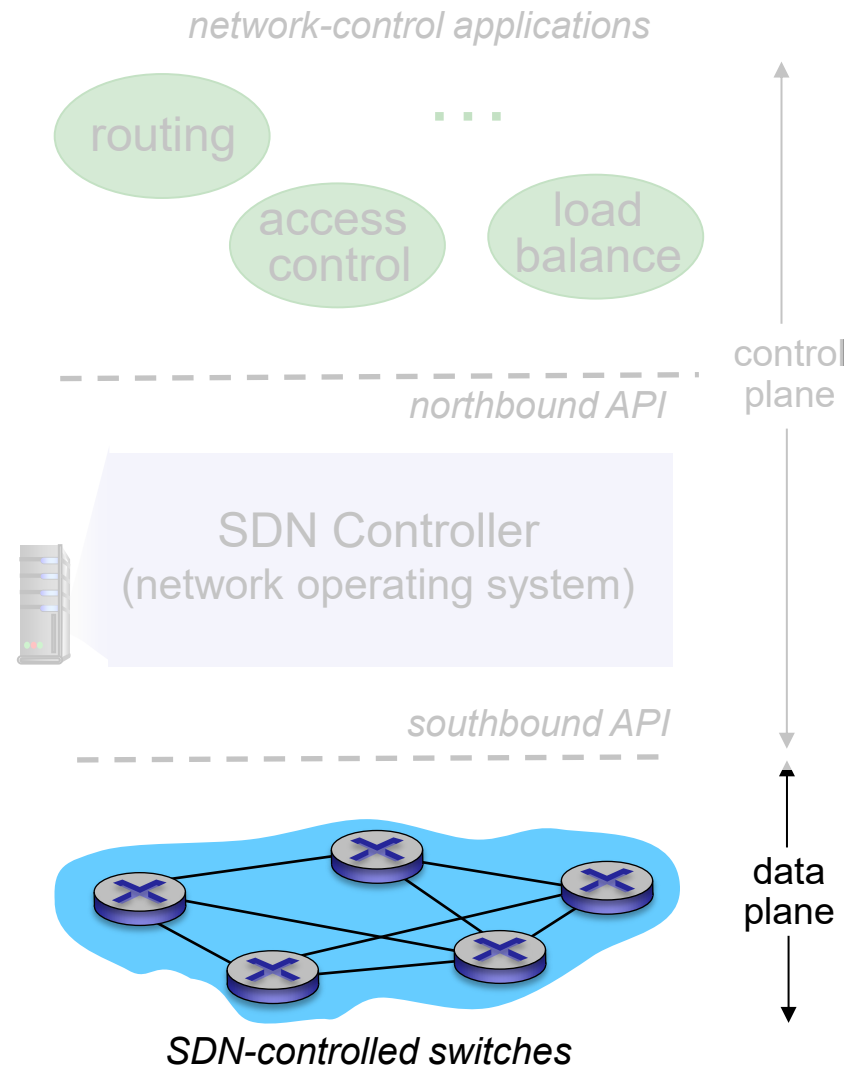 network-control applications
routing
...
access
control
load
balance
control
plane
northbound API
SDN Controller
(network operating system)
southbound API
data
plane
SDN-controlled switches